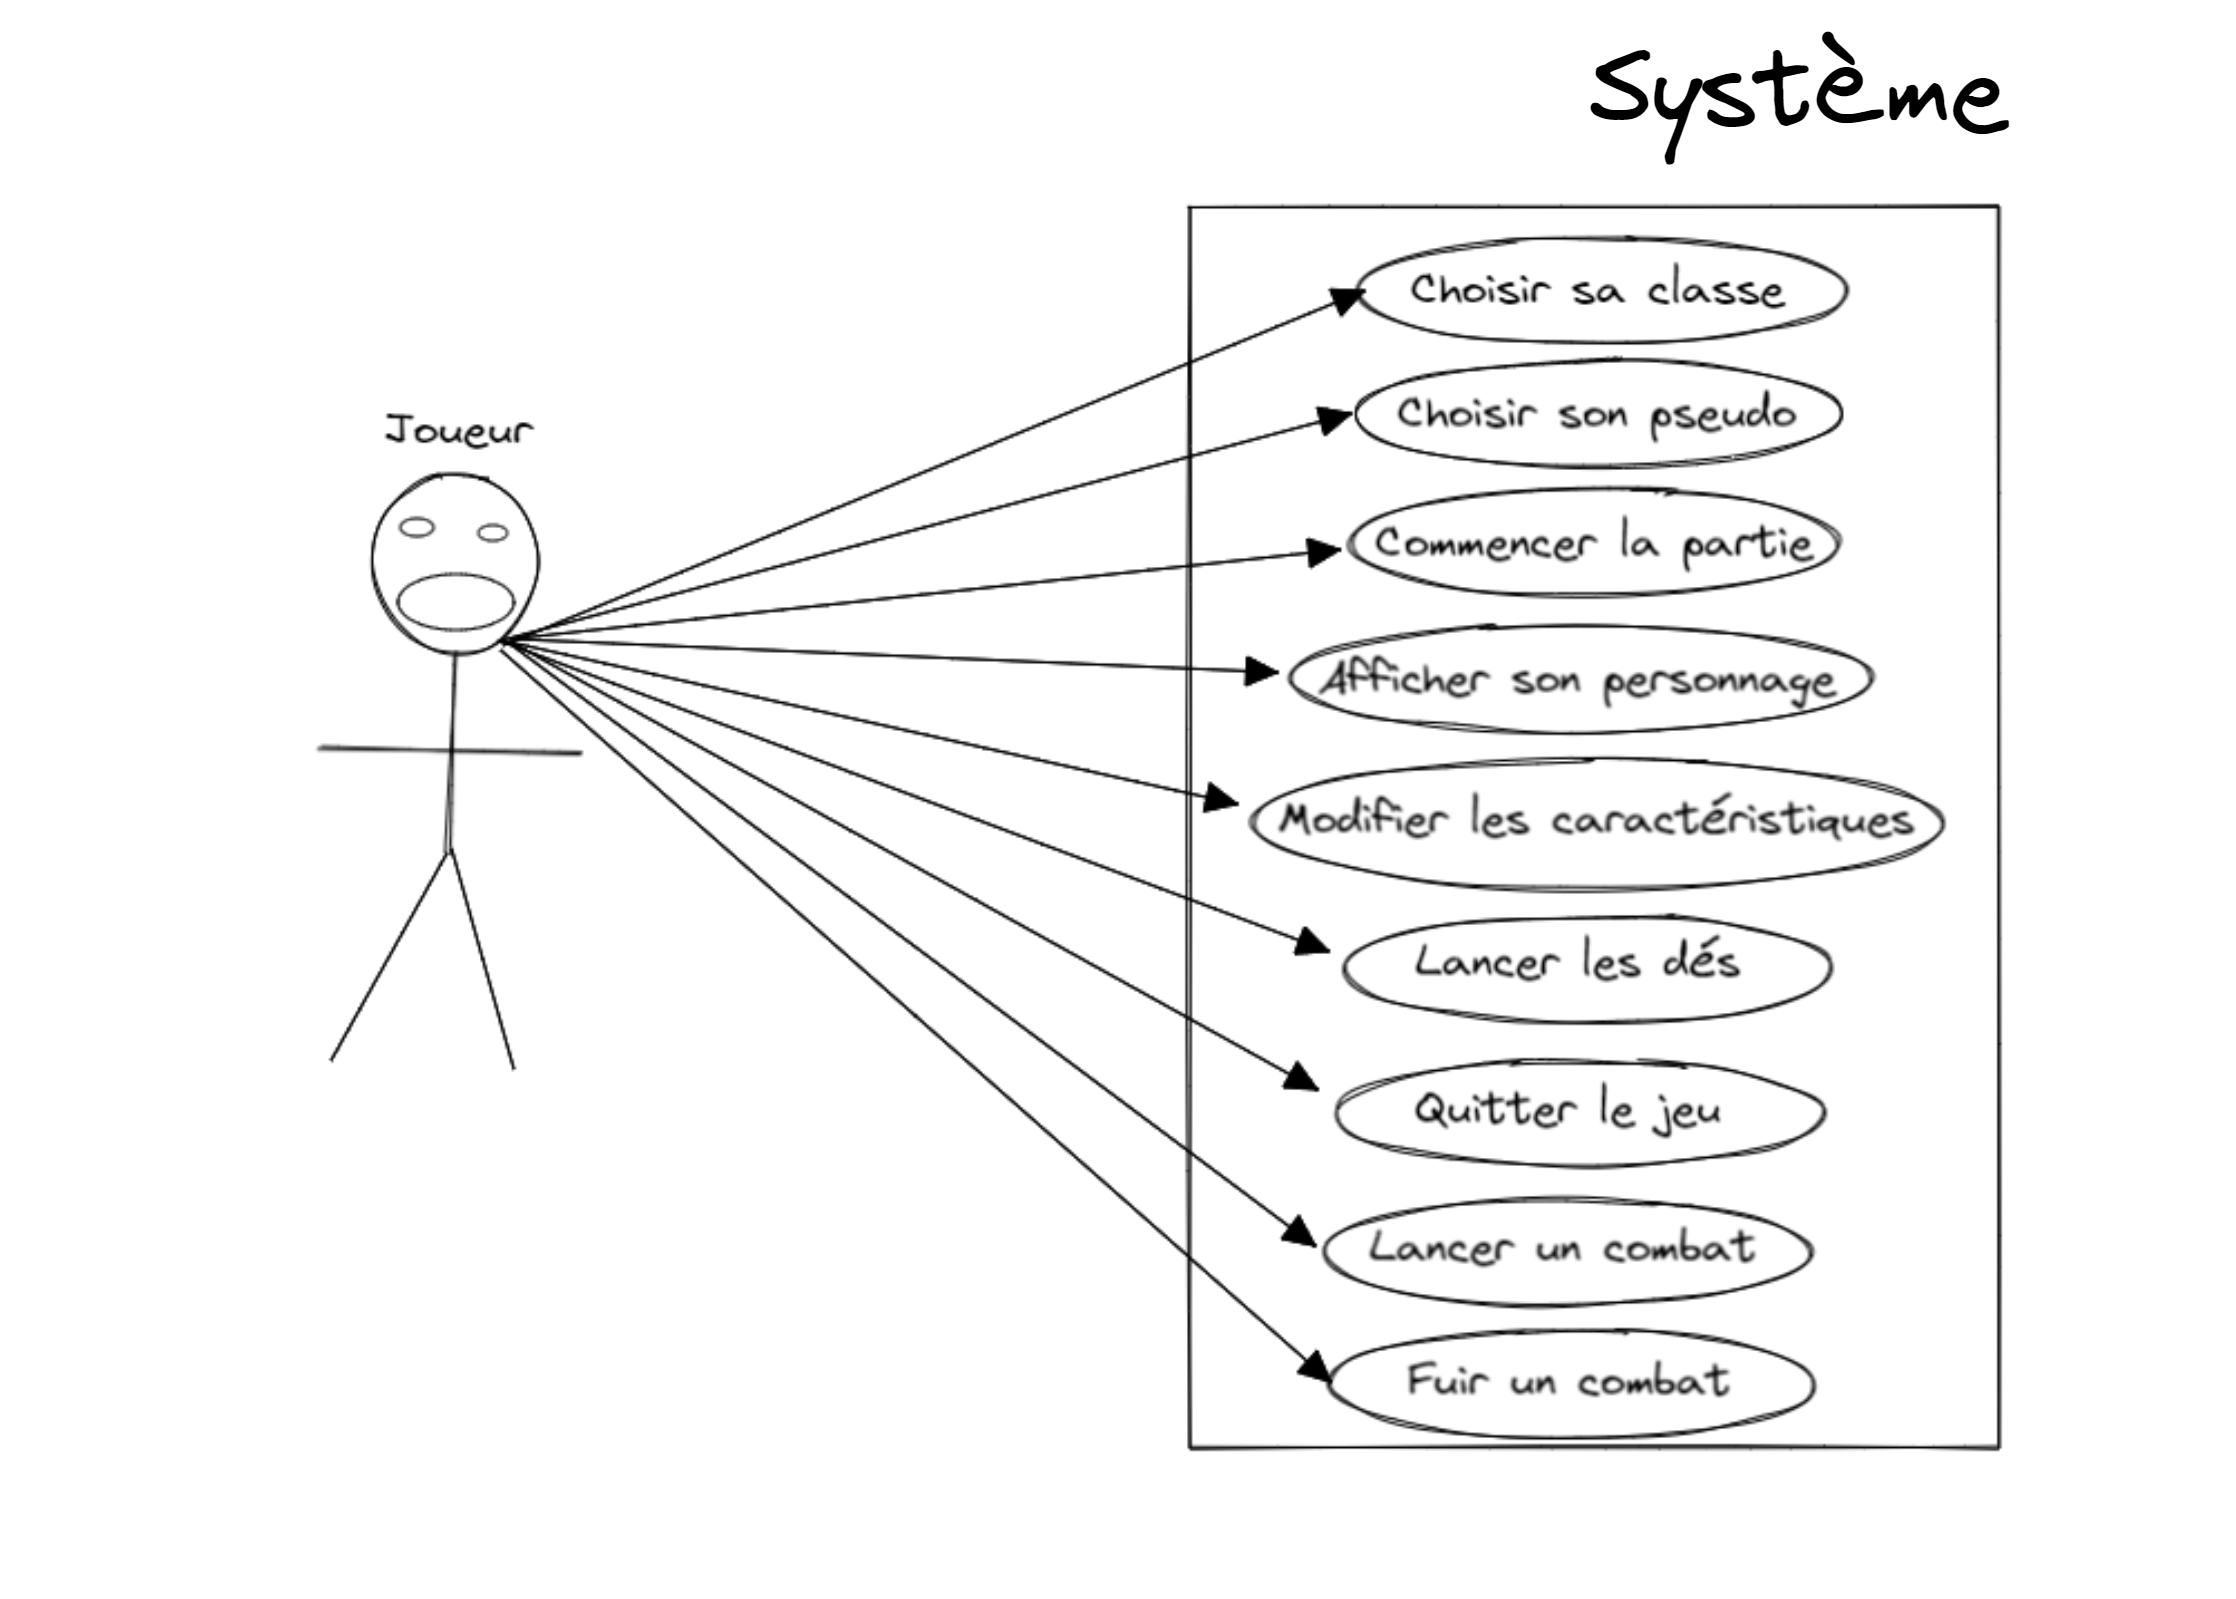 Système
Joueur
Choisir sa classe
Choisir son pseudo
Commencer la partie
Afficher son personnage
Modifier les caractéristiques
Lancer les dés
Quitter le jeu
Lancer un combat
Fuir un combat